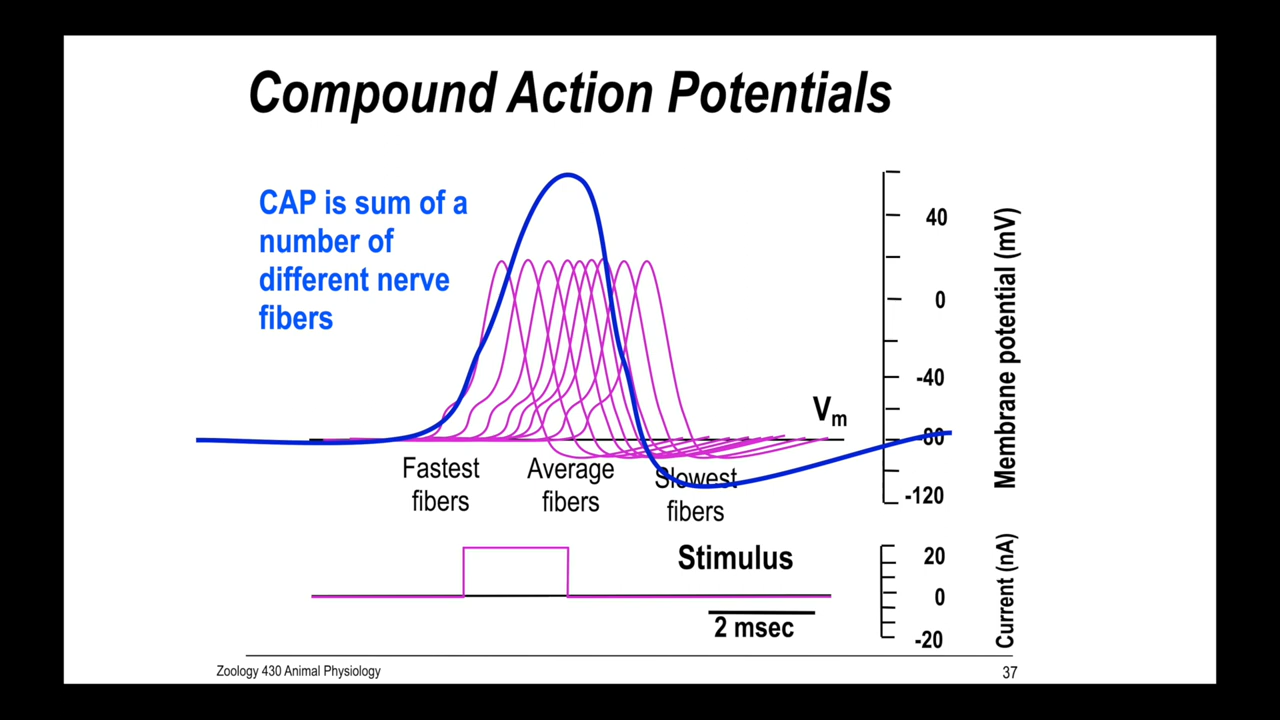 Compound Action Potentials
CAP is sum of a
number of
different nerve
fibers
40
0
-40
-80
-120
Membrane potential (mV)
Vm
Fastest
fibers
Average
fibers
Slowest
fibers
Stimulus
2 msec
20
0
-20
Current (nA)
Zoology 430 Animal Physiology
37